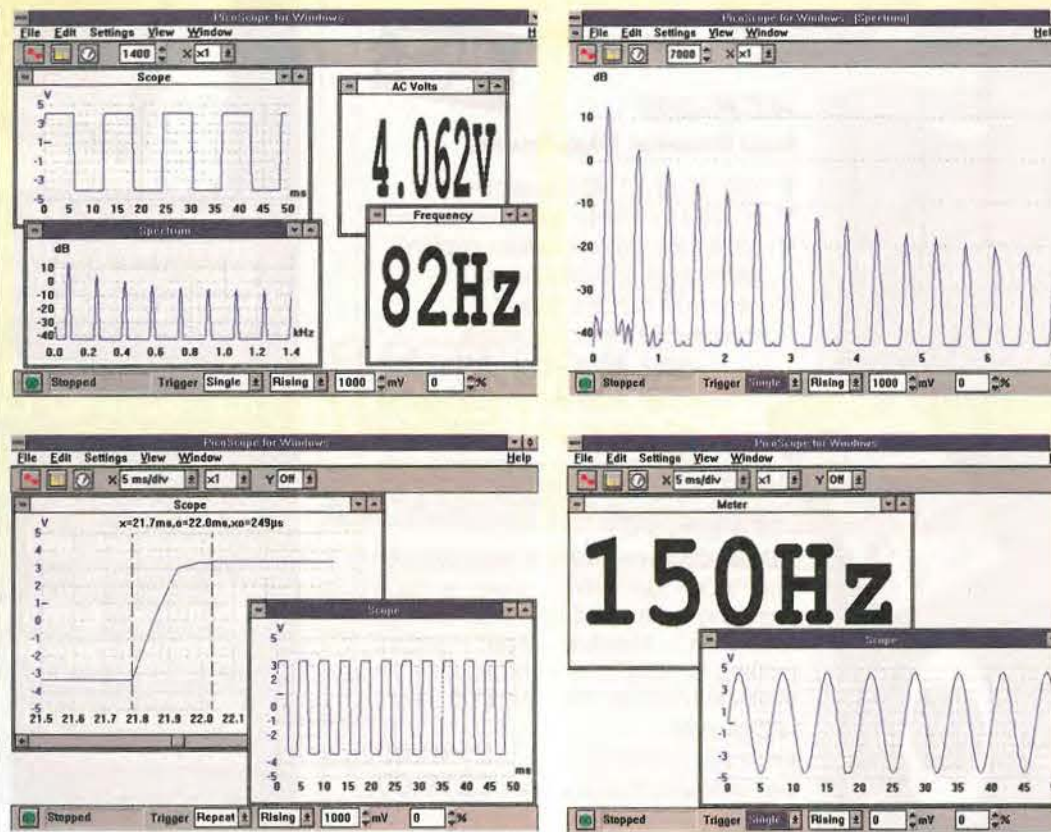 PicoScope for Windows
File Edit Settings View Window H
1400 × x1
Scope
V
5
3
1
-3
-5
ms
0 5 10 15 20 25 30 35 40 45 50
AC Volts
4.062V
Spectrum
dB
10
0
-10
-20
-30
-40
kHz
0.0 0.2 0.4 0.6 0.8 1.0 1.2 1.4
Frequency
82Hz
Stopped Trigger Single Rising 1000 mV 0 %
PicoScope for Windows - [Spectrum]
File Edit Settings View Window Hel
7000 × x1
dB
10
0
-10
-20
-30
-40
0 1 2 3 4 5 6
Stopped Trigger Single Rising 1000 mV 0 %
PicoScope for Windows
File Edit Settings View Window Help
× 5 ms/div x1 Y Off
Scope
x=21.7ms,o=22.0ms,xo=249µs
V
5
4
3
2
1
0
-1
-2
-3
-4
-5
21.5 21.6 21.7 21.8 21.9 22.0 22.1
Scope
V
5
3
2
0
-2
-4
-5
ms
0 5 10 15 20 25 30 35 40 45 50
Stopped Trigger Repeat Rising 1000 mV 0 %
PicoScope for Windows
File Edit Settings View Window
× 5 ms/div x1 Y Off
Meter
150Hz
Scope
V
5
3
1
-1
-3
-5
0 5 10 15 20 25 30 35 40 45
Stopped Trigger Single Rising 0 mV 0 %